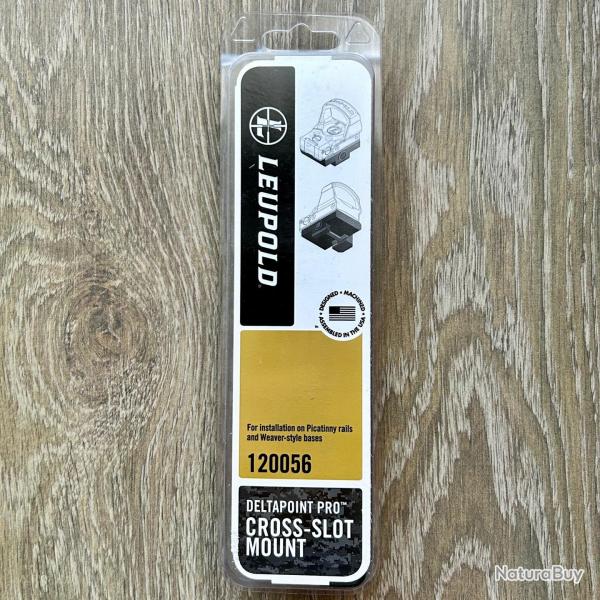 LEUPOLD
DESIGNED • MACHINED •
ASSEMBLED IN THE USA
For installation on Picatinny rails
and Weaver-style bases
120056
DELTAPOINT PRO™
CROSS-SLOT
MOUNT
NaturaBuy